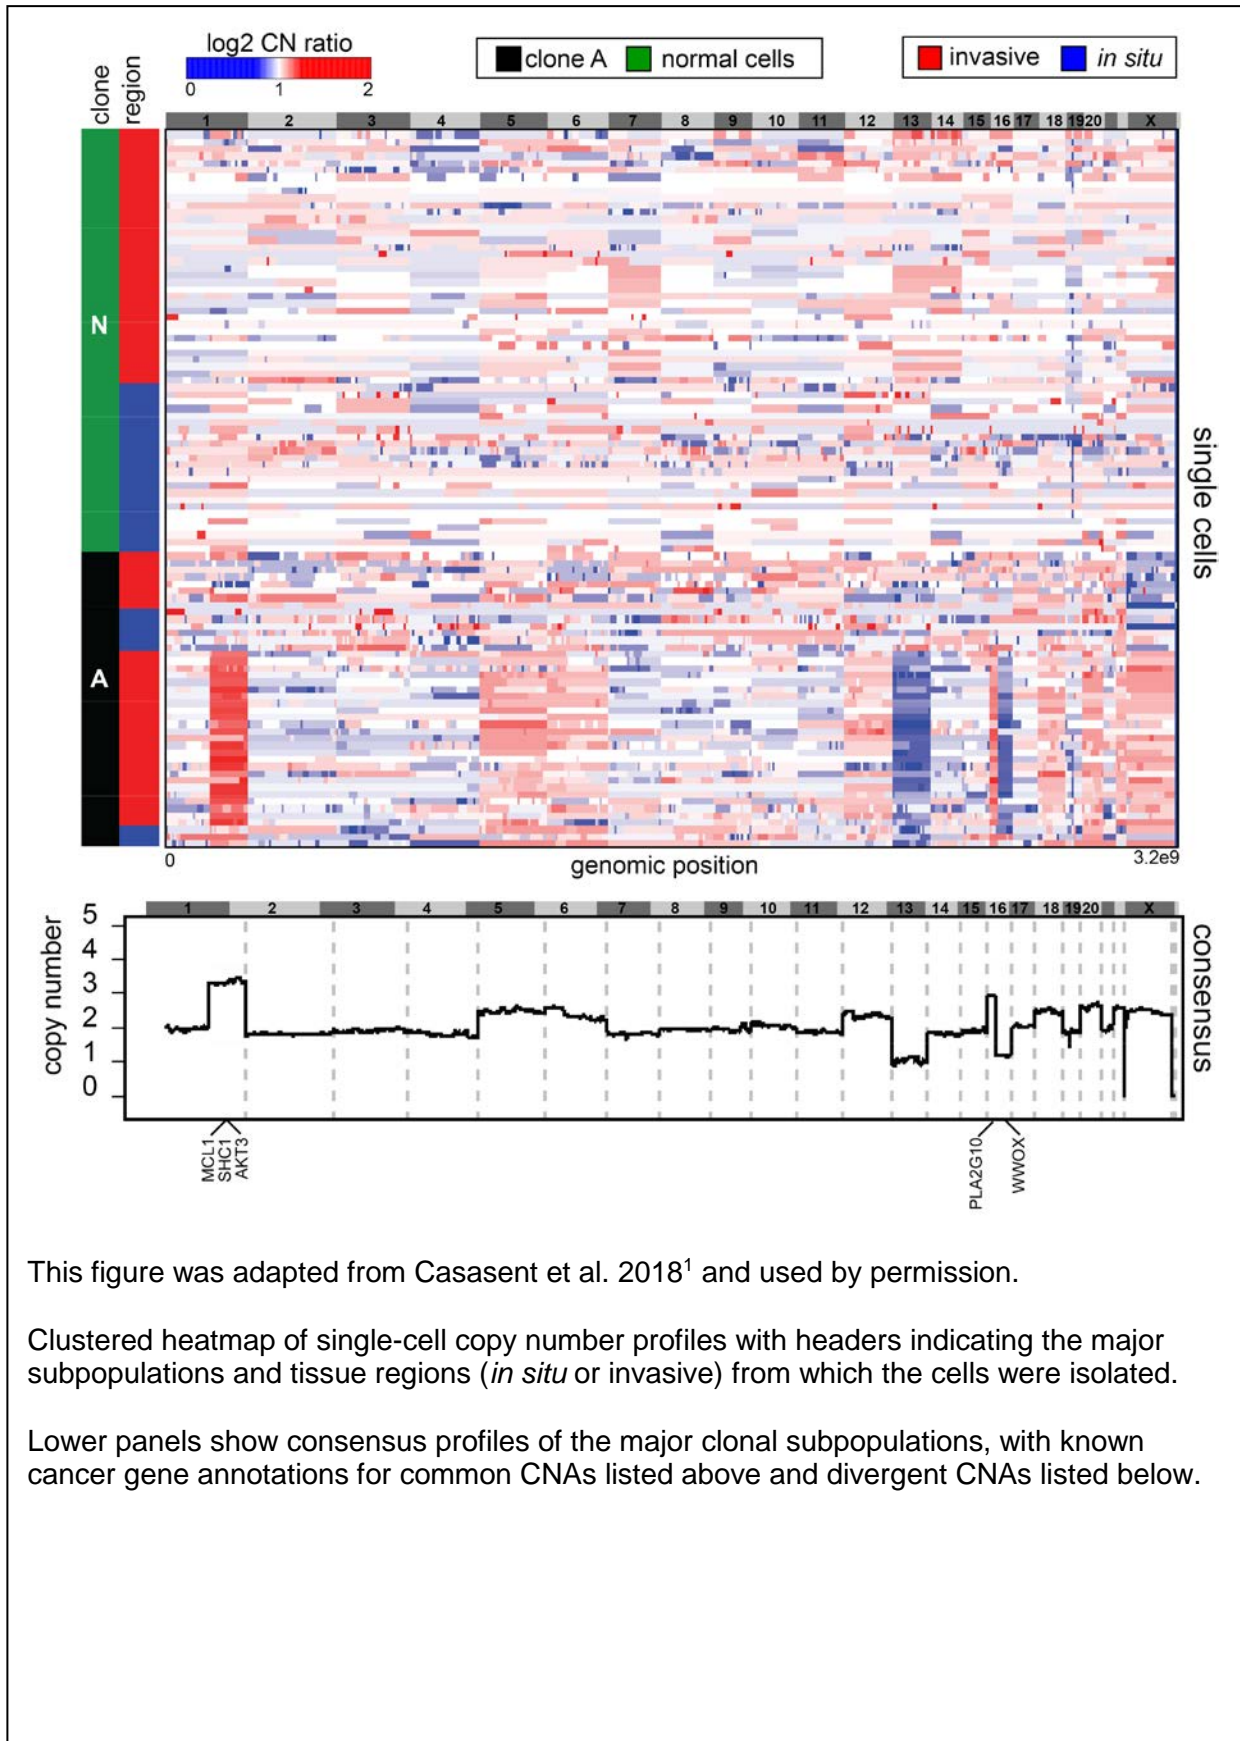 log2 CN ratio
0 1 2
clone A normal cells
invasive in situ
clone
region
1 2 3 4 5 6 7 8 9 10 11 12 13 14 15 16 17 18 19 20 X
N
A
single cells
0 genomic position 3.2e9
1 2 3 4 5 6 7 8 9 10 11 12 13 14 15 16 17 18 19 20 X
copy number
5
4
3
2
1
0
consensus
MCL1
SHC1
AKT3
PLA2G10
WWOX
This figure was adapted from Casasent et al. 2018¹ and used by permission.
Clustered heatmap of single-cell copy number profiles with headers indicating the major
subpopulations and tissue regions (in situ or invasive) from which the cells were isolated.
Lower panels show consensus profiles of the major clonal subpopulations, with known
cancer gene annotations for common CNAs listed above and divergent CNAs listed below.